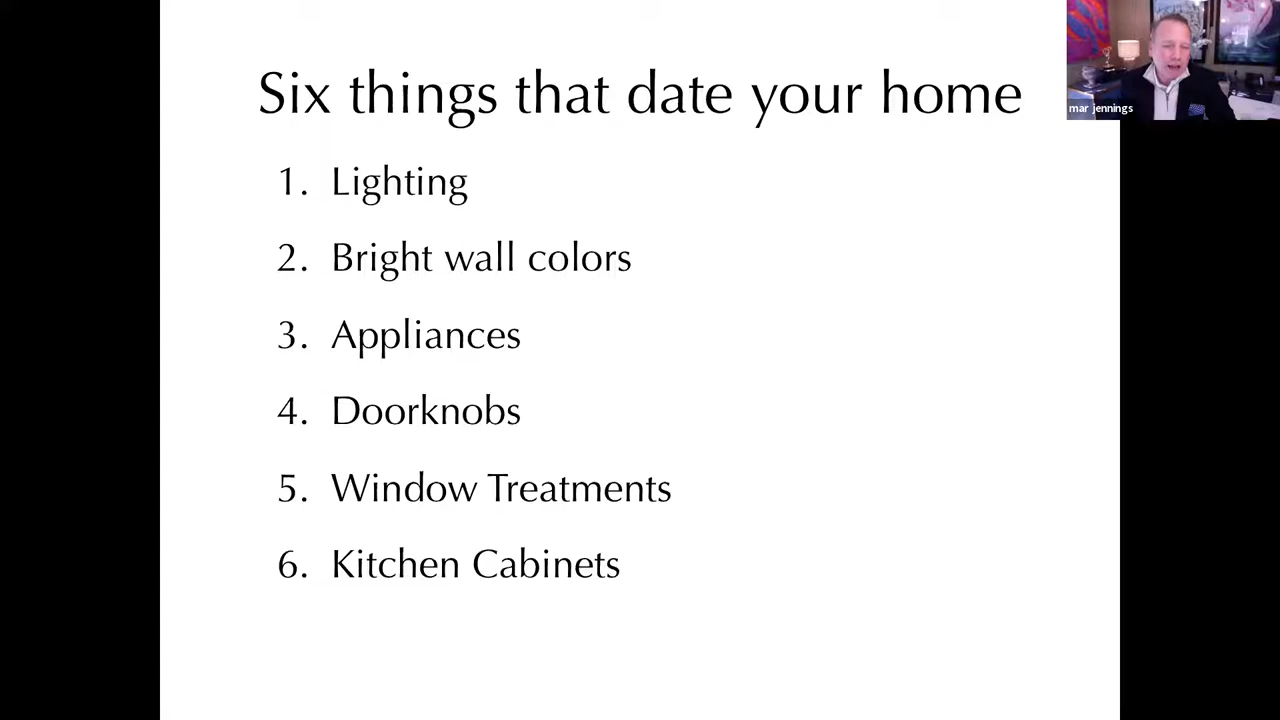 Six things that date your home
mar jennings
1. Lighting
2. Bright wall colors
3. Appliances
4. Doorknobs
5. Window Treatments
6. Kitchen Cabinets